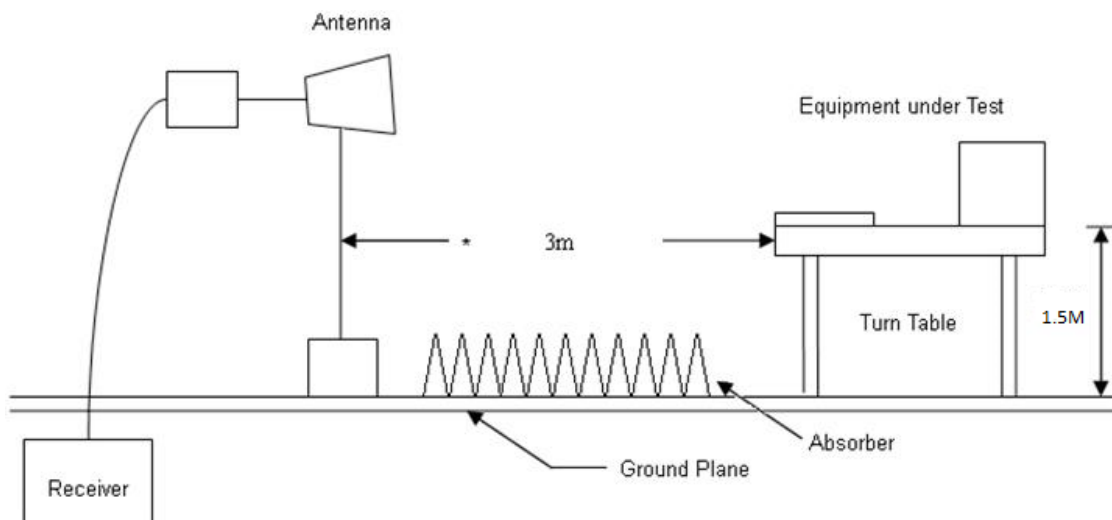 Antenna
Equipment under Test
* 3m
Turn Table
1.5M
Absorber
Ground Plane
Receiver